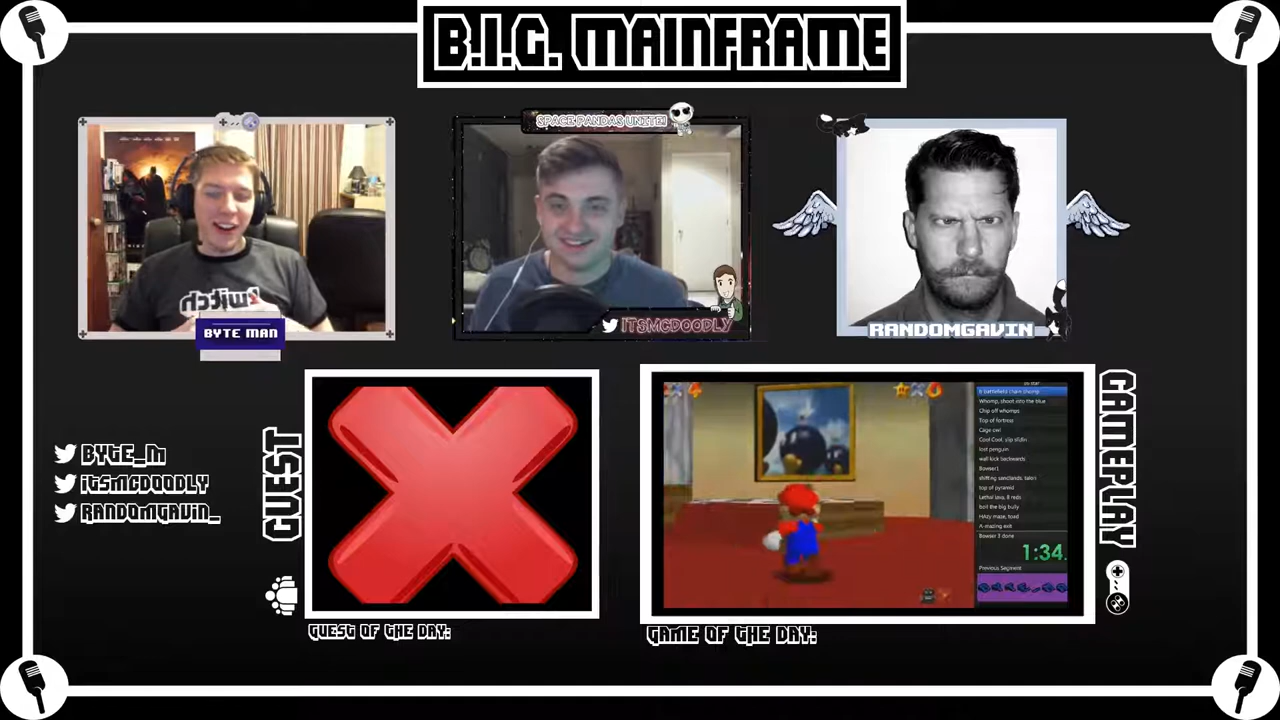 B.I.G. MAINFRAME
SPACE PANDAS UNITE!
twitch
BYTE MAN
ITSMCDOODLY
RANDOMGAVIN
BYTE_M
ITSMCDOODLY
RANDOMGAVIN_
GUEST
GUEST OF THE DAY:
Whomp, shoot into the blue
Chip off whomps
Top of fortress
Cage owl
Cool Cool, slip slidin
lost penguin
wall kick backwards
Bowser1
shifting sandlands, talon
top of pyramid
Lethal lava, 8 reds
boil the big bully
HAzy maze, toxid
A-mazing exit
Bowser 3 done
1:34.
Previous Segment
GAMEPLAY
GAME OF THE DAY: